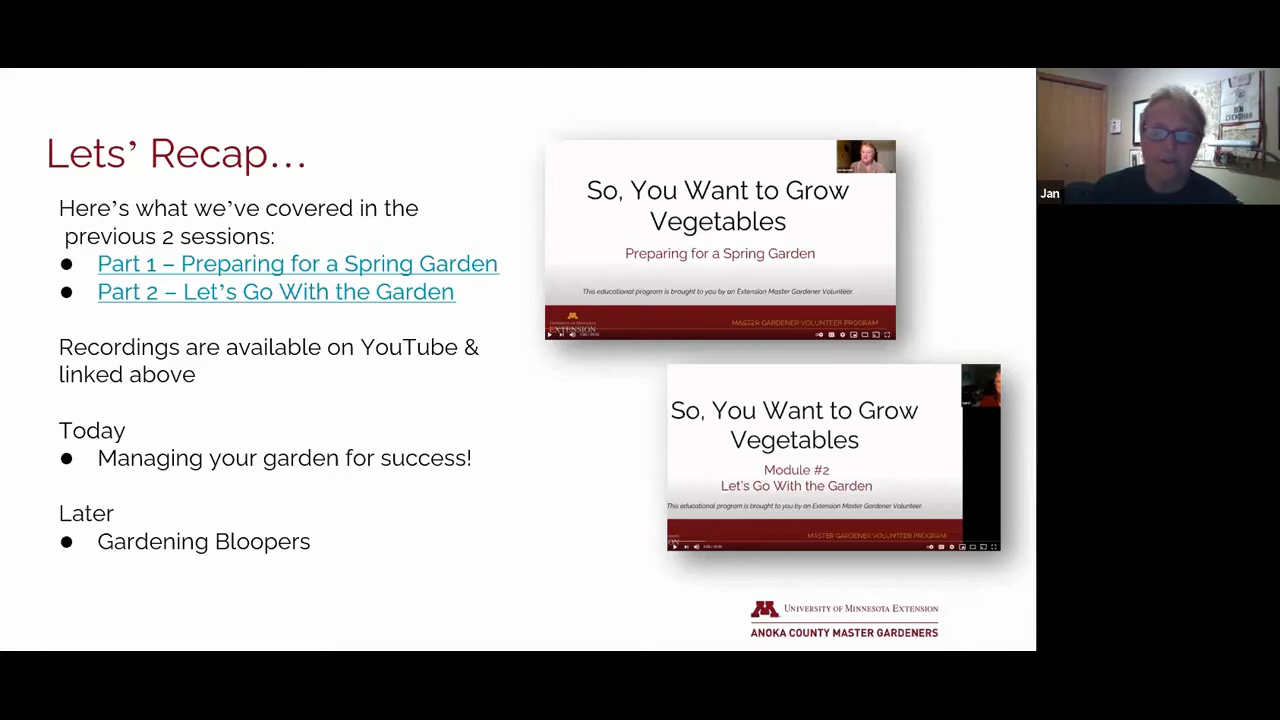 Lets’ Recap…
Here’s what we’ve covered in the
previous 2 sessions:
● Part 1 – Preparing for a Spring Garden
● Part 2 – Let’s Go With the Garden
Recordings are available on YouTube &
linked above
Today
● Managing your garden for success!
Later
● Gardening Bloopers
So, You Want to Grow
Vegetables
Preparing for a Spring Garden
This educational program is brought to you by an Extension Master Gardener Volunteer.
UNIVERSITY OF MINNESOTA
EXTENSION
MASTER GARDENER VOLUNTEER PROGRAM
So, You Want to Grow
Vegetables
Module #2
Let's Go With the Garden
This educational program is brought to you by an Extension Master Gardener Volunteer.
MASTER GARDENER VOLUNTEER PROGRAM
UNIVERSITY OF MINNESOTA EXTENSION
ANOKA COUNTY MASTER GARDENERS
Jan